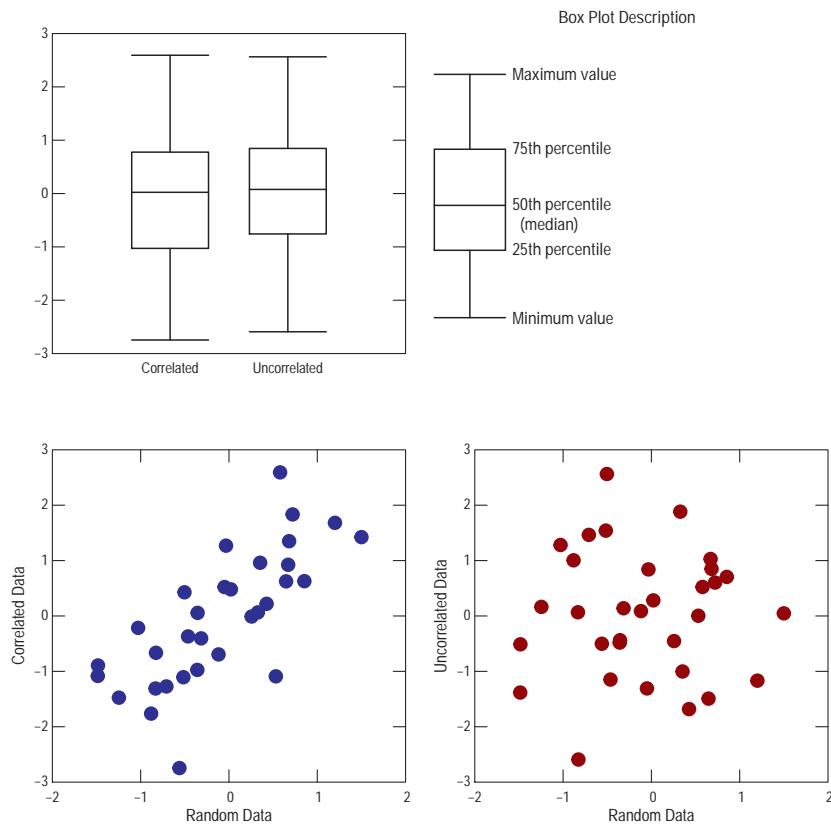 Box Plot Description
3
2
1
0
–1
–2
–3
Correlated
Uncorrelated
Maximum value
75th percentile
50th percentile
(median)
25th percentile
Minimum value
Correlated Data
3
2
1
0
–1
–2
–3
–2
–1
0
1
2
Random Data
Uncorrelated Data
3
2
1
0
–1
–2
–3
–2
–1
0
1
2
Random Data